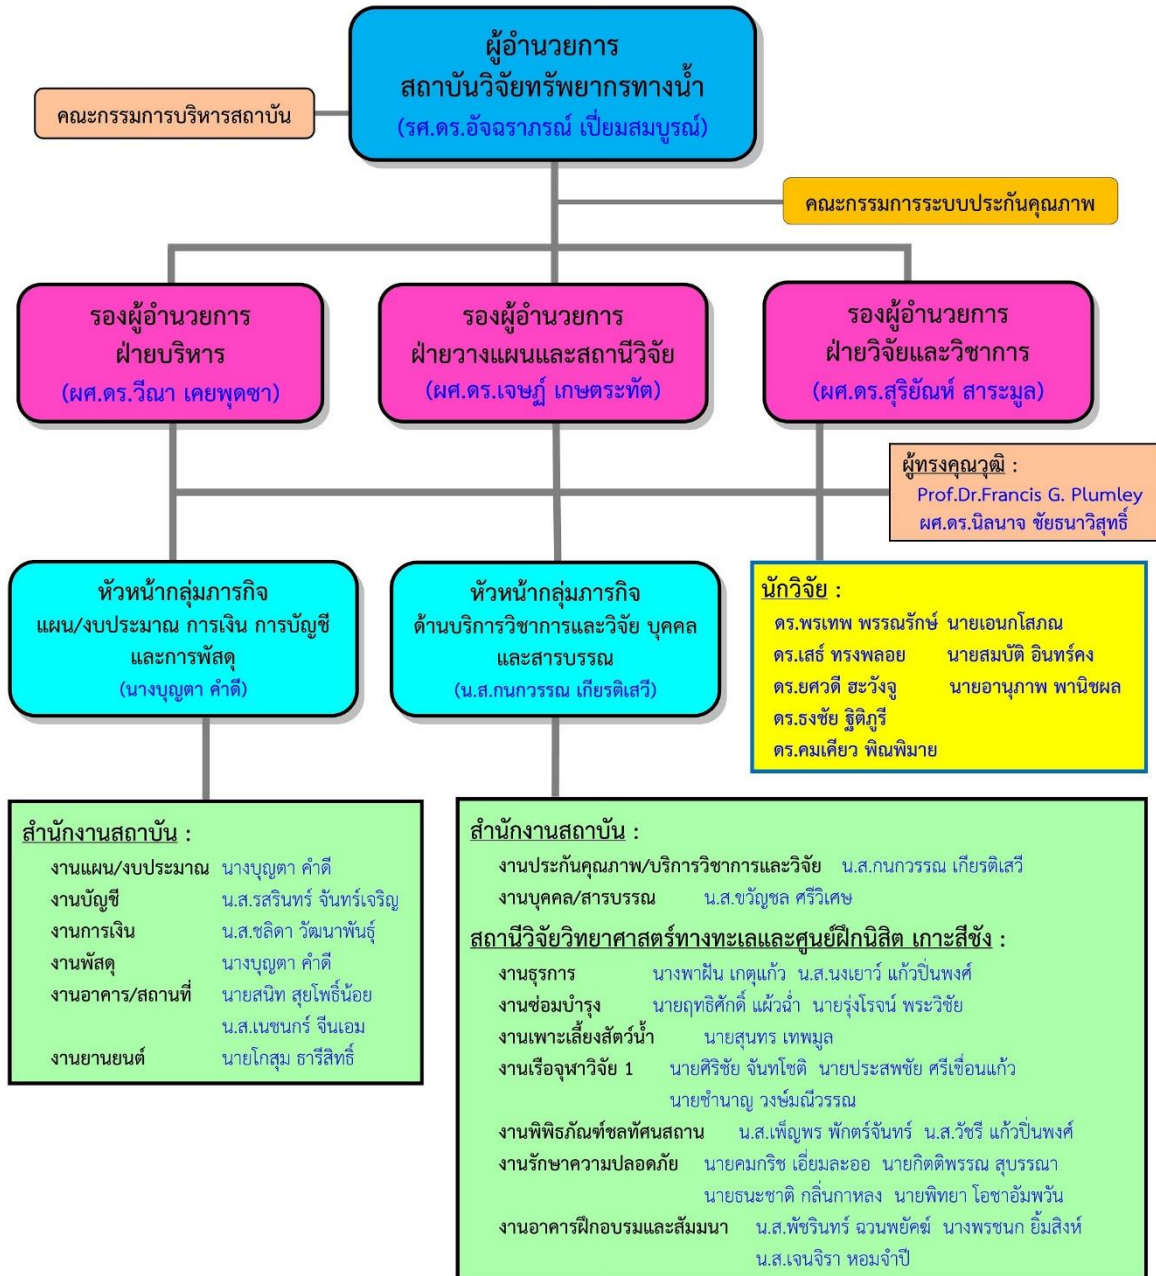 ผู้อำนวยการ
สถาบันวิจัยทรัพยากรทางน้ำ
(รศ.ดร.อัจฉราภรณ์ เปี่ยมสมบูรณ์)
คณะกรรมการบริหารสถาบัน
คณะกรรมการระบบประกันคุณภาพ
รองผู้อำนวยการ
ฝ่ายบริหาร
(ผศ.ดร.วีณา เคยพุดซา)
รองผู้อำนวยการ
ฝ่ายวางแผนและสถานีวิจัย
(ผศ.ดร.เจษฏ์ เกษตระทัต)
รองผู้อำนวยการ
ฝ่ายวิจัยและวิชาการ
(ผศ.ดร.สุริยัณห์ สาระมูล)
ผู้ทรงคุณวุฒิ :
Prof.Dr.Francis G. Plumley
ผศ.ดร.นิลนาจ ชัยธนาวิสุทธิ์
หัวหน้ากลุ่มภารกิจ
แผน/งบประมาณ การเงิน การบัญชี
และการพัสดุ
(นางบุญตา คำดี)
หัวหน้ากลุ่มภารกิจ
ด้านบริการวิชาการและวิจัย บุคคล
และสารบรรณ
(น.ส.กนกวรรณ เกียรติเสวี)
นักวิจัย :
ดร.พรเทพ พรรณรักษ์ นายเอนกโสภณ
ดร.เสธ์ ทรงพลอย นายสมบัติ อินทร์คง
ดร.ยศวดี ฮะวังจู นายอานุภาพ พานิชผล
ดร.ธงชัย ฐิติภูรี
ดร.คมเคียว พิณพิมาย
สำนักงานสถาบัน :
งานแผน/งบประมาณ นางบุญตา คำดี
งานบัญชี น.ส.รสรินทร์ จันทร์เจริญ
งานการเงิน น.ส.ชลิดา วัฒนาพันธุ์
งานพัสดุ นางบุญตา คำดี
งานอาคาร/สถานที่ นายสนิท สุยโพธิ์น้อย
น.ส.เนชนกร์ จีนเอม
งานยานยนต์ นายโกสุม ธารีสิทธิ์
สำนักงานสถาบัน :
งานประกันคุณภาพ/บริการวิชาการและวิจัย น.ส.กนกวรรณ เกียรติเสวี
งานบุคคล/สารบรรณ น.ส.ขวัญชล ศรีวิเศษ
สถานีวิจัยวิทยาศาสตร์ทางทะเลและศูนย์ฝึกนิสิต เกาะสีชัง :
งานธุรการ นางพาฝัน เกตุแก้ว น.ส.นงเยาว์ แก้วปิ่นพงศ์
งานซ่อมบำรุง นายฤทธิศักดิ์ แผ้วฉ่ำ นายรุ่งโรจน์ พระวิชัย
งานเพาะเลี้ยงสัตว์น้ำ นายสุนทร เทพมูล
งานเรือจุฬาวิจัย 1 นายศิริชัย จันทโชติ นายประสพชัย ศรีเขื่อนแก้ว
นายชำนาญ วงษ์มณีวรรณ
งานพิพิธภัณฑ์ชลทัศนสถาน น.ส.เพ็ญพร พักตร์จันทร์ น.ส.วัชรี แก้วปิ่นพงศ์
งานรักษาความปลอดภัย นายคมกริช เอี่ยมละออ นายกิตติพรรณ สุบรรณา
นายธนะชาติ กลิ่นกาหลง นายพิทยา โอชาอัมพวัน
งานอาคารฝึกอบรมและสัมมนา น.ส.พัชรินทร์ ฉวนพยัคฆ์ นางพรชนก ยิ้มสิงห์
น.ส.เจนจิรา หอมจำปี